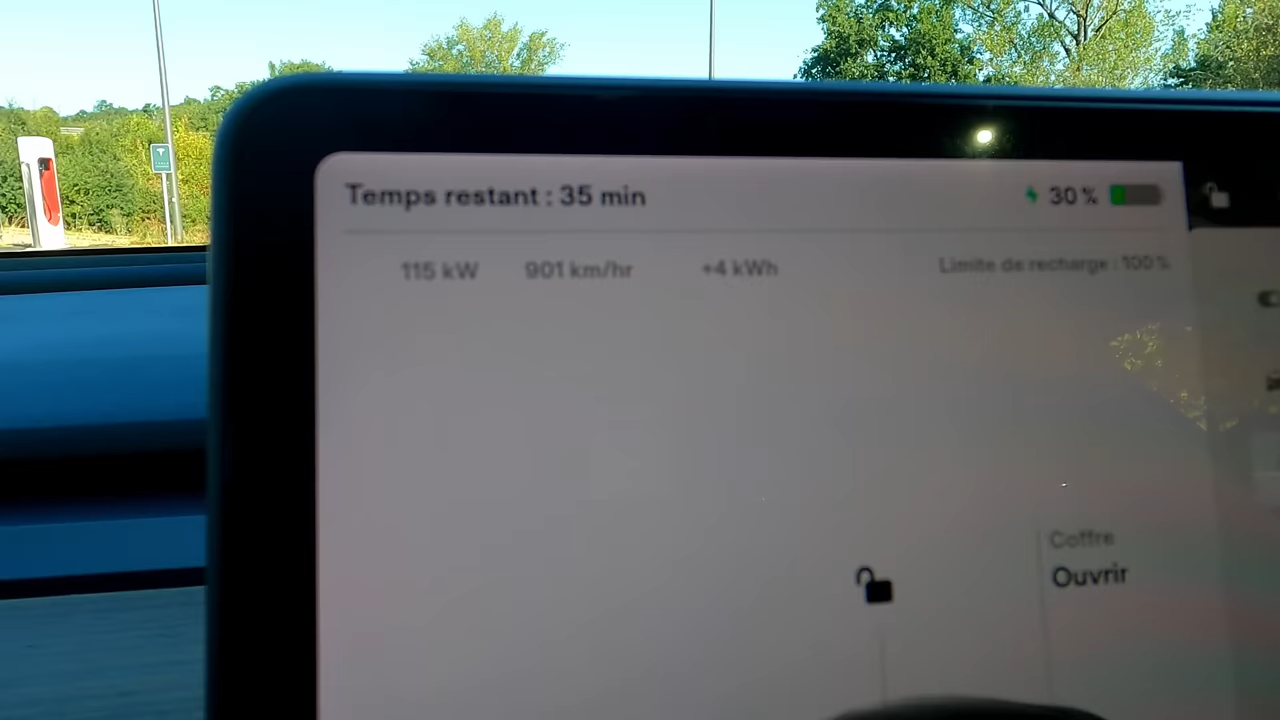 Temps restant : 35 min
30 %
115 kW
901 km/hr
+4 kWh
Limite de recharge : 100 %
Coffre
Ouvrir